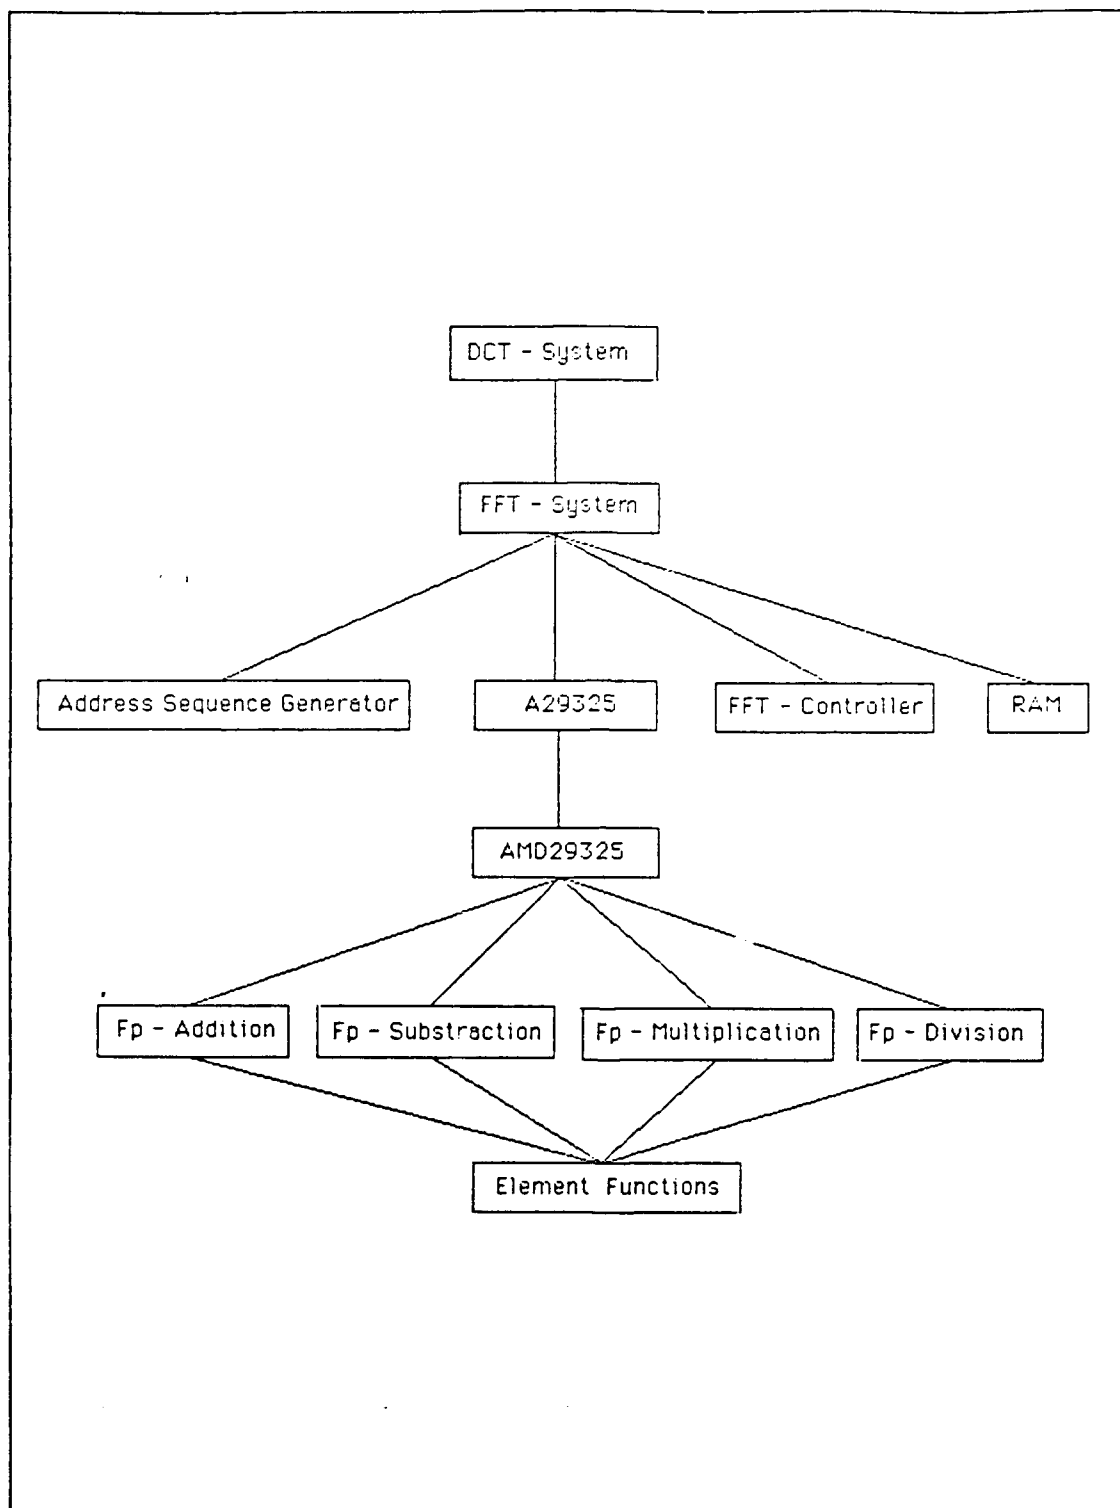 DCT - System
FFT - System
Address Sequence Generator
A29325
FFT - Controller
RAM
AMD29325
Fp - Addition
Fp - Substraction
Fp - Multiplication
Fp - Division
Element Functions